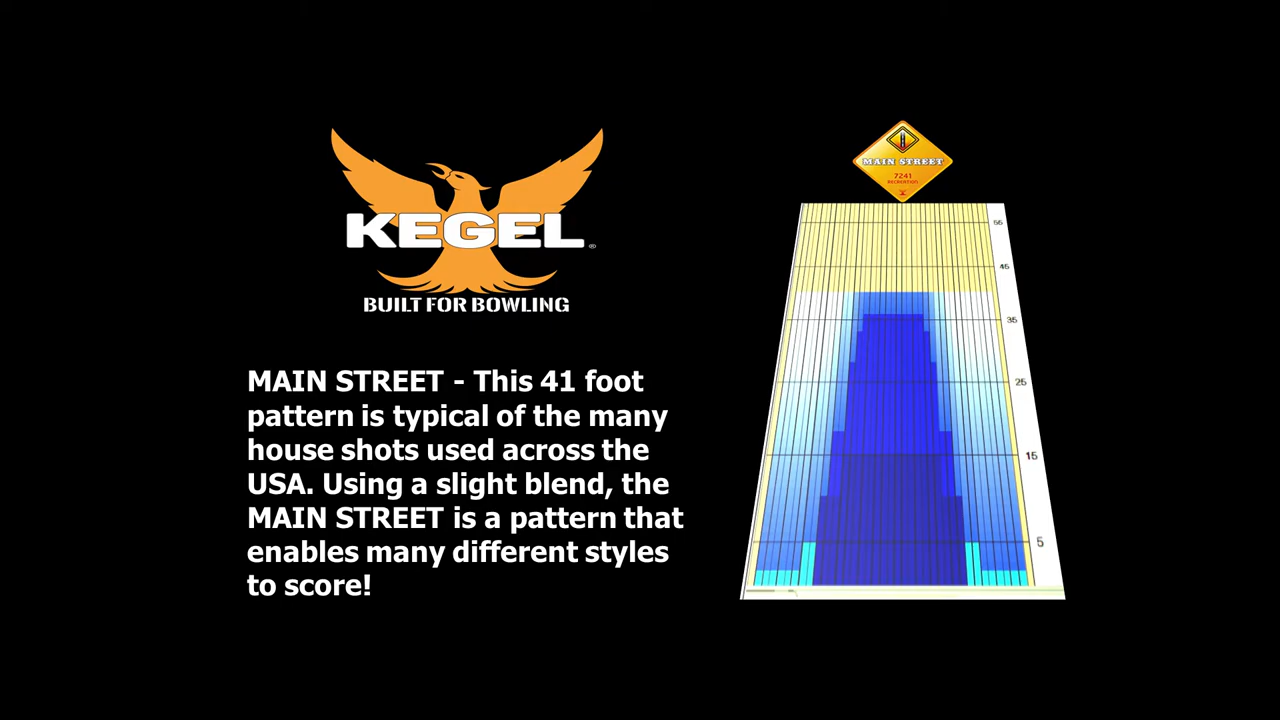 KEGEL®
BUILT FOR BOWLING
MAIN STREET - This 41 foot
pattern is typical of the many
house shots used across the
USA. Using a slight blend, the
MAIN STREET is a pattern that
enables many different styles
to score!
MAIN STREET
7241
RECREATION
55
45
35
25
15
5